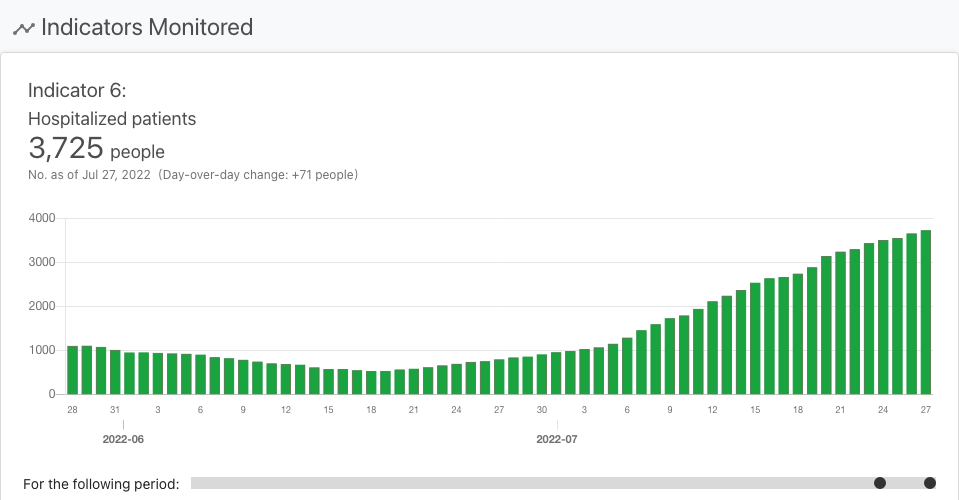 Indicators Monitored
Indicator 6:
Hospitalized patients
3,725 people
No. as of Jul 27, 2022 (Day-over-day change: +71 people)
4000
3000
2000
1000
0
28 31 3 6 9 12 15 18 21 24 27 30 3 6 9 12 15 18 21 24 27
2022-06 2022-07
For the following period: